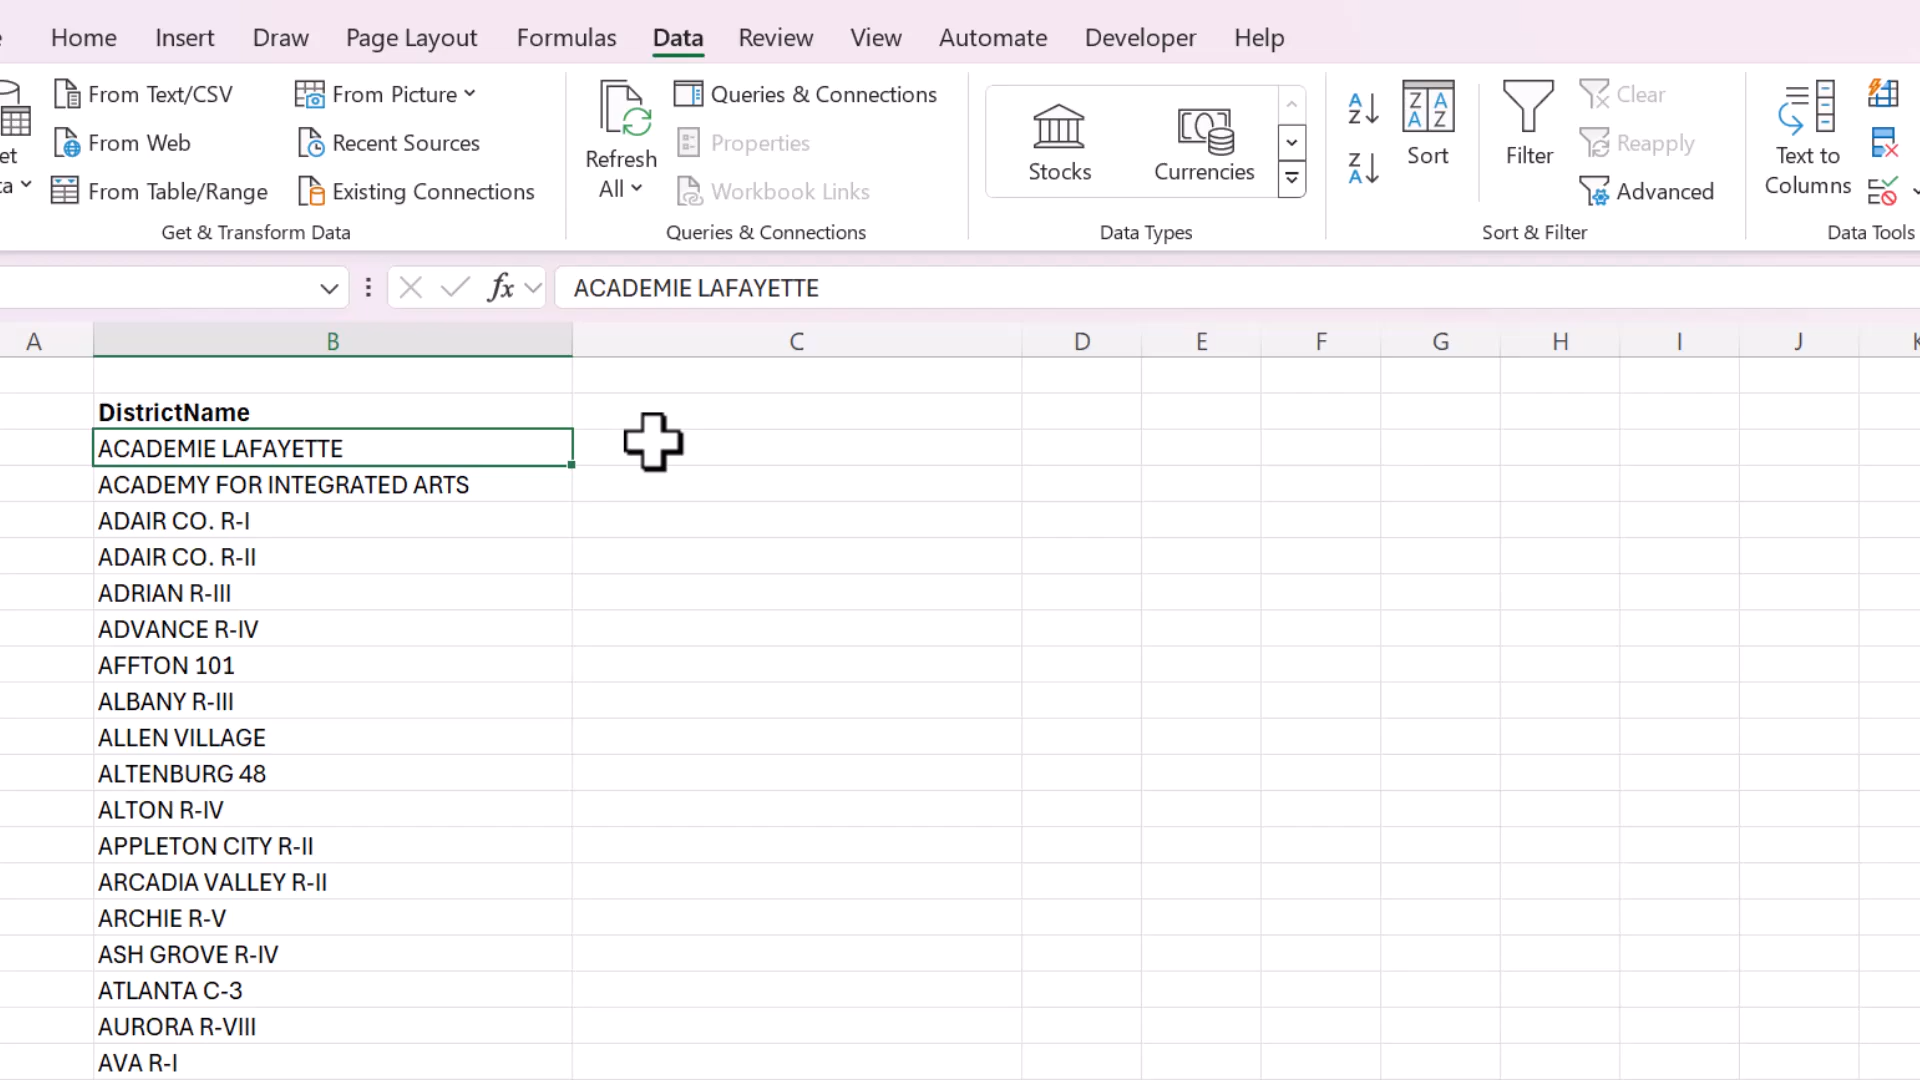 Home Insert Draw Page Layout Formulas Data Review View Automate Developer Help
From Text/CSV From Picture Queries & Connections Clear
From Web Recent Sources Properties Reapply
From Table/Range Existing Connections Workbook Links Advanced
Refresh All
Stocks Currencies Sort Filter Text to Columns
Get & Transform Data Queries & Connections Data Types Sort & Filter Data Tools
fx ACADEMIE LAFAYETTE
A B C D E F G H I J
DistrictName
ACADEMIE LAFAYETTE
ACADEMY FOR INTEGRATED ARTS
ADAIR CO. R-I
ADAIR CO. R-II
ADRIAN R-III
ADVANCE R-IV
AFFTON 101
ALBANY R-III
ALLEN VILLAGE
ALTENBURG 48
ALTON R-IV
APPLETON CITY R-II
ARCADIA VALLEY R-II
ARCHIE R-V
ASH GROVE R-IV
ATLANTA C-3
AURORA R-VIII
AVA R-I